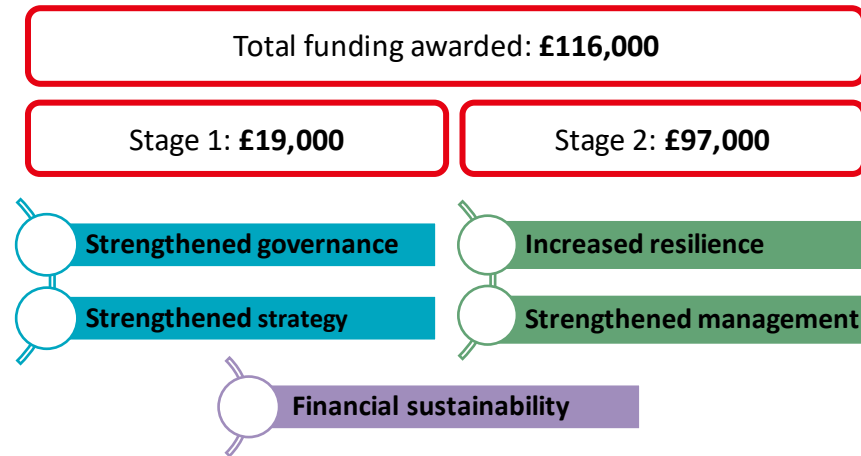 Total funding awarded: £116,000
Stage 1: £19,000
Stage 2: £97,000
Strengthened governance
Increased resilience
Strengthened strategy
Strengthened management
Financial sustainability